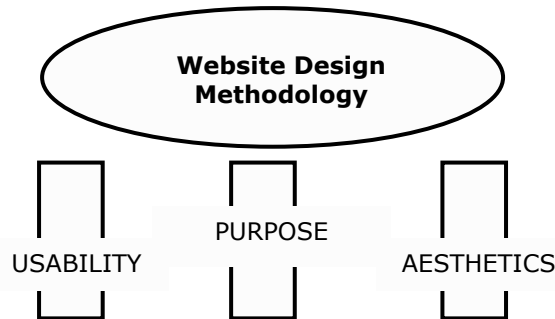 Website Design
Methodology
PURPOSE
USABILITY
AESTHETICS